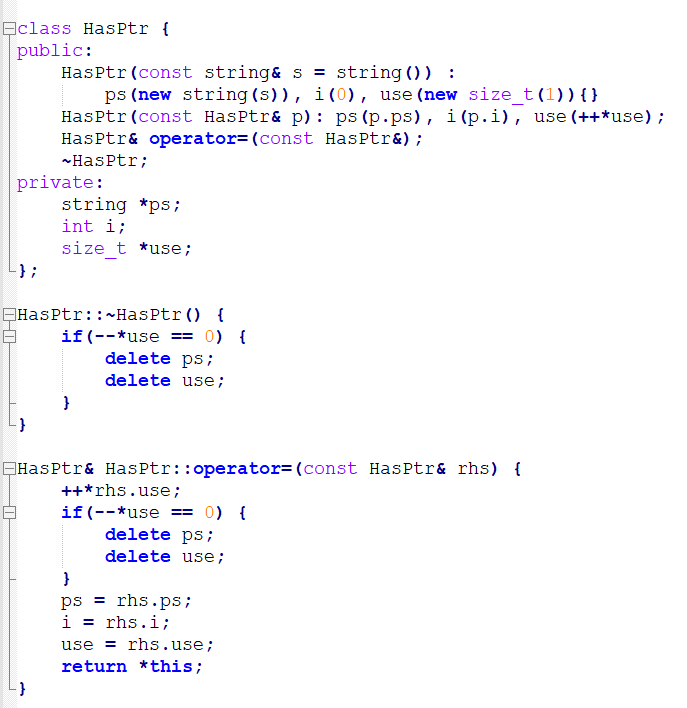 class HasPtr {
public:
    HasPtr(const string& s = string()) :
        ps(new string(s)), i(0), use(new size_t(1)){}
    HasPtr(const HasPtr& p): ps(p.ps), i(p.i), use(++*use);
    HasPtr& operator=(const HasPtr&);
    ~HasPtr;
private:
    string *ps;
    int i;
    size_t *use;
};

HasPtr::~HasPtr() {
    if(--*use == 0) {
        delete ps;
        delete use;
    }
}

HasPtr& HasPtr::operator=(const HasPtr& rhs) {
    ++*rhs.use;
    if(--*use == 0) {
        delete ps;
        delete use;
    }
    ps = rhs.ps;
    i = rhs.i;
    use = rhs.use;
    return *this;
}